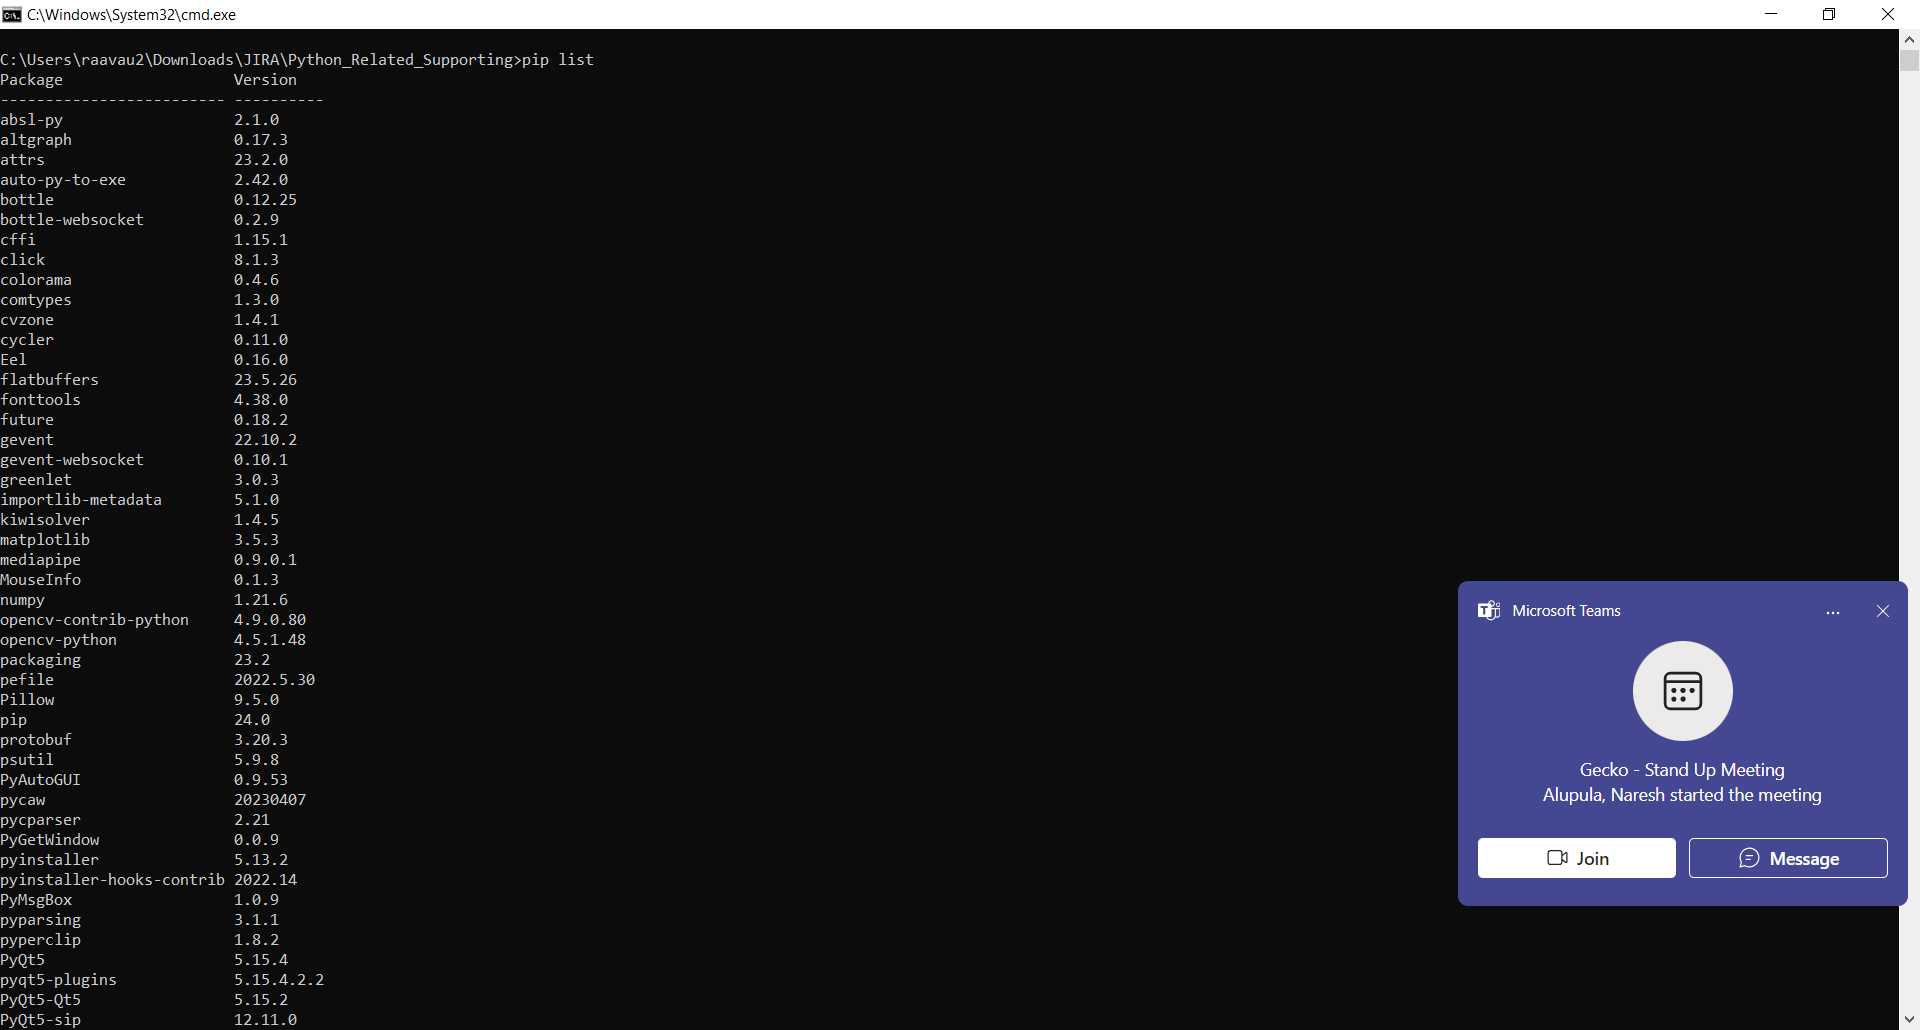 C:\Windows\System32\cmd.exe
C:\Users\raavau2\Downloads\JIRA\Python_Related_Supporting>pip list
Package Version
------------------------- ----------
absl-py 2.1.0
altgraph 0.17.3
attrs 23.2.0
auto-py-to-exe 2.42.0
bottle 0.12.25
bottle-websocket 0.2.9
cffi 1.15.1
click 8.1.3
colorama 0.4.6
comtypes 1.3.0
cvzone 1.4.1
cycler 0.11.0
Eel 0.16.0
flatbuffers 23.5.26
fonttools 4.38.0
future 0.18.2
gevent 22.10.2
gevent-websocket 0.10.1
greenlet 3.0.3
importlib-metadata 5.1.0
kiwisolver 1.4.5
matplotlib 3.5.3
mediapipe 0.9.0.1
MouseInfo 0.1.3
numpy 1.21.6
opencv-contrib-python 4.9.0.80
opencv-python 4.5.1.48
packaging 23.2
pefile 2022.5.30
Pillow 9.5.0
pip 24.0
protobuf 3.20.3
psutil 5.9.8
PyAutoGUI 0.9.53
pycaw 20230407
pycparser 2.21
PyGetWindow 0.0.9
pyinstaller 5.13.2
pyinstaller-hooks-contrib 2022.14
PyMsgBox 1.0.9
pyparsing 3.1.1
pyperclip 1.8.2
PyQt5 5.15.4
pyqt5-plugins 5.15.4.2.2
PyQt5-Qt5 5.15.2
PyQt5-sip 12.11.0
Microsoft Teams
Gecko - Stand Up Meeting
Alupula, Naresh started the meeting
Join
Message